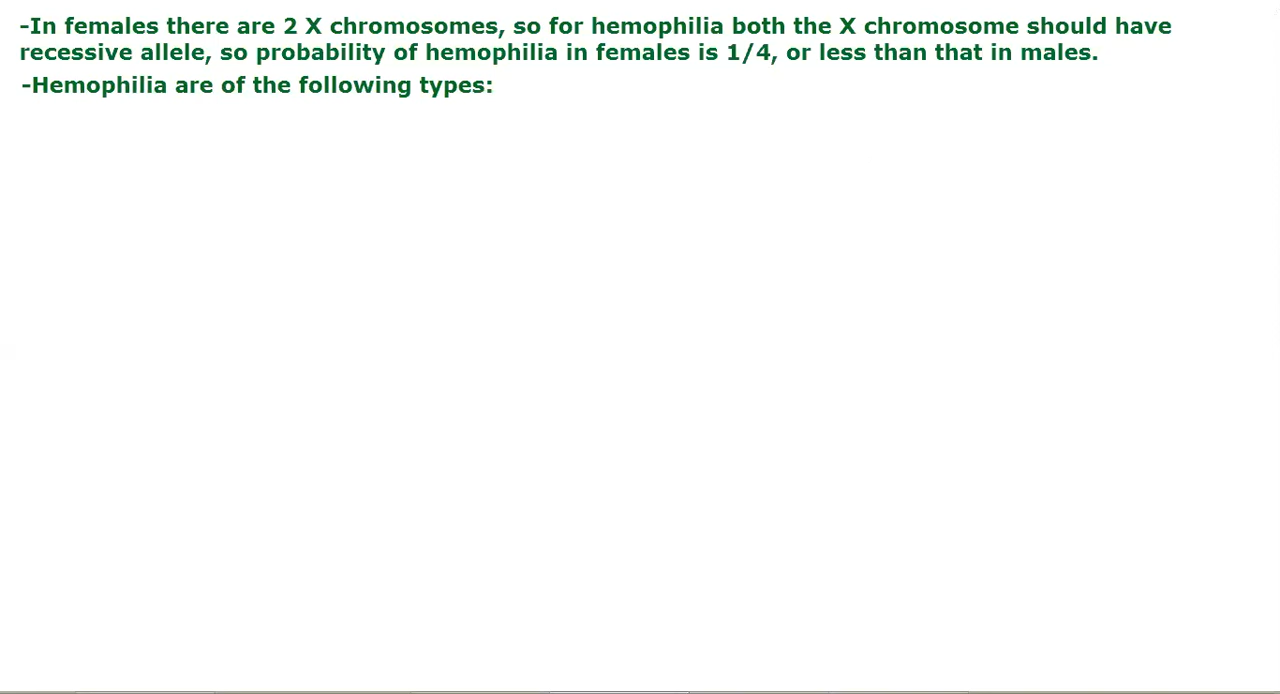 -In females there are 2 X chromosomes, so for hemophilia both the X chromosome should have
recessive allele, so probability of hemophilia in females is 1/4, or less than that in males.
-Hemophilia are of the following types: